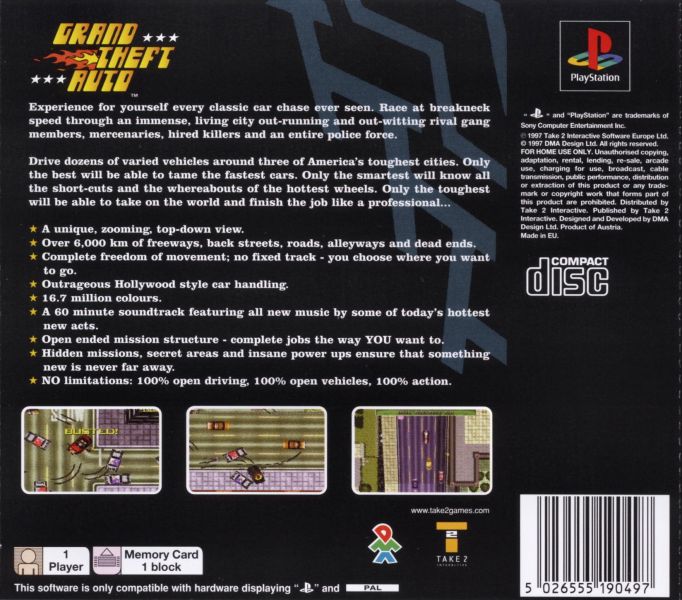 GRAND
THEFT
AUTO
™
Experience for yourself every classic car chase ever seen. Race at breakneck
speed through an immense, living city out-running and out-witting rival gang
members, mercenaries, hired killers and an entire police force.
Drive dozens of varied vehicles around three of America's toughest cities. Only
the best will be able to tame the fastest cars. Only the smartest will know all
the short-cuts and the whereabouts of the hottest wheels. Only the toughest
will be able to take on the world and finish the job like a professional...
★ A unique, zooming, top-down view.
★ Over 6,000 km of freeways, back streets, roads, alleyways and dead ends.
★ Complete freedom of movement; no fixed track - you choose where you want
to go.
★ Outrageous Hollywood style car handling.
★ 16.7 million colours.
★ A 60 minute soundtrack featuring all new music by some of today's hottest
new acts.
★ Open ended mission structure - complete jobs the way YOU want to.
★ Hidden missions, secret areas and insane power ups ensure that something
new is never far away.
★ NO limitations: 100% open driving, 100% open vehicles, 100% action.
BUSTED!
www.take2games.com
T2
TAKE 2
INTERACTIVE
1
Player
Memory Card
1 block
This software is only compatible with hardware displaying " " and PAL
PlayStation
" " and "PlayStation" are trademarks of
Sony Computer Entertainment Inc.
℗ 1997 Take 2 Interactive Software Europe Ltd.
© 1997 DMA Design Ltd. All rights reserved.
FOR HOME USE ONLY. Unauthorised copying,
adaptation, rental, lending, re-sale, arcade
use, charging for use, broadcast, cable
transmission, public performance, distribution
or extraction of this product or any trade-
mark or copyright work that forms part of
this product are prohibited. Distributed by
Take 2 Interactive. Published by Take 2
Interactive. Designed and Developed by DMA
Design Ltd. Product of Austria.
Made in EU.
COMPACT
disc
5 026555 190497